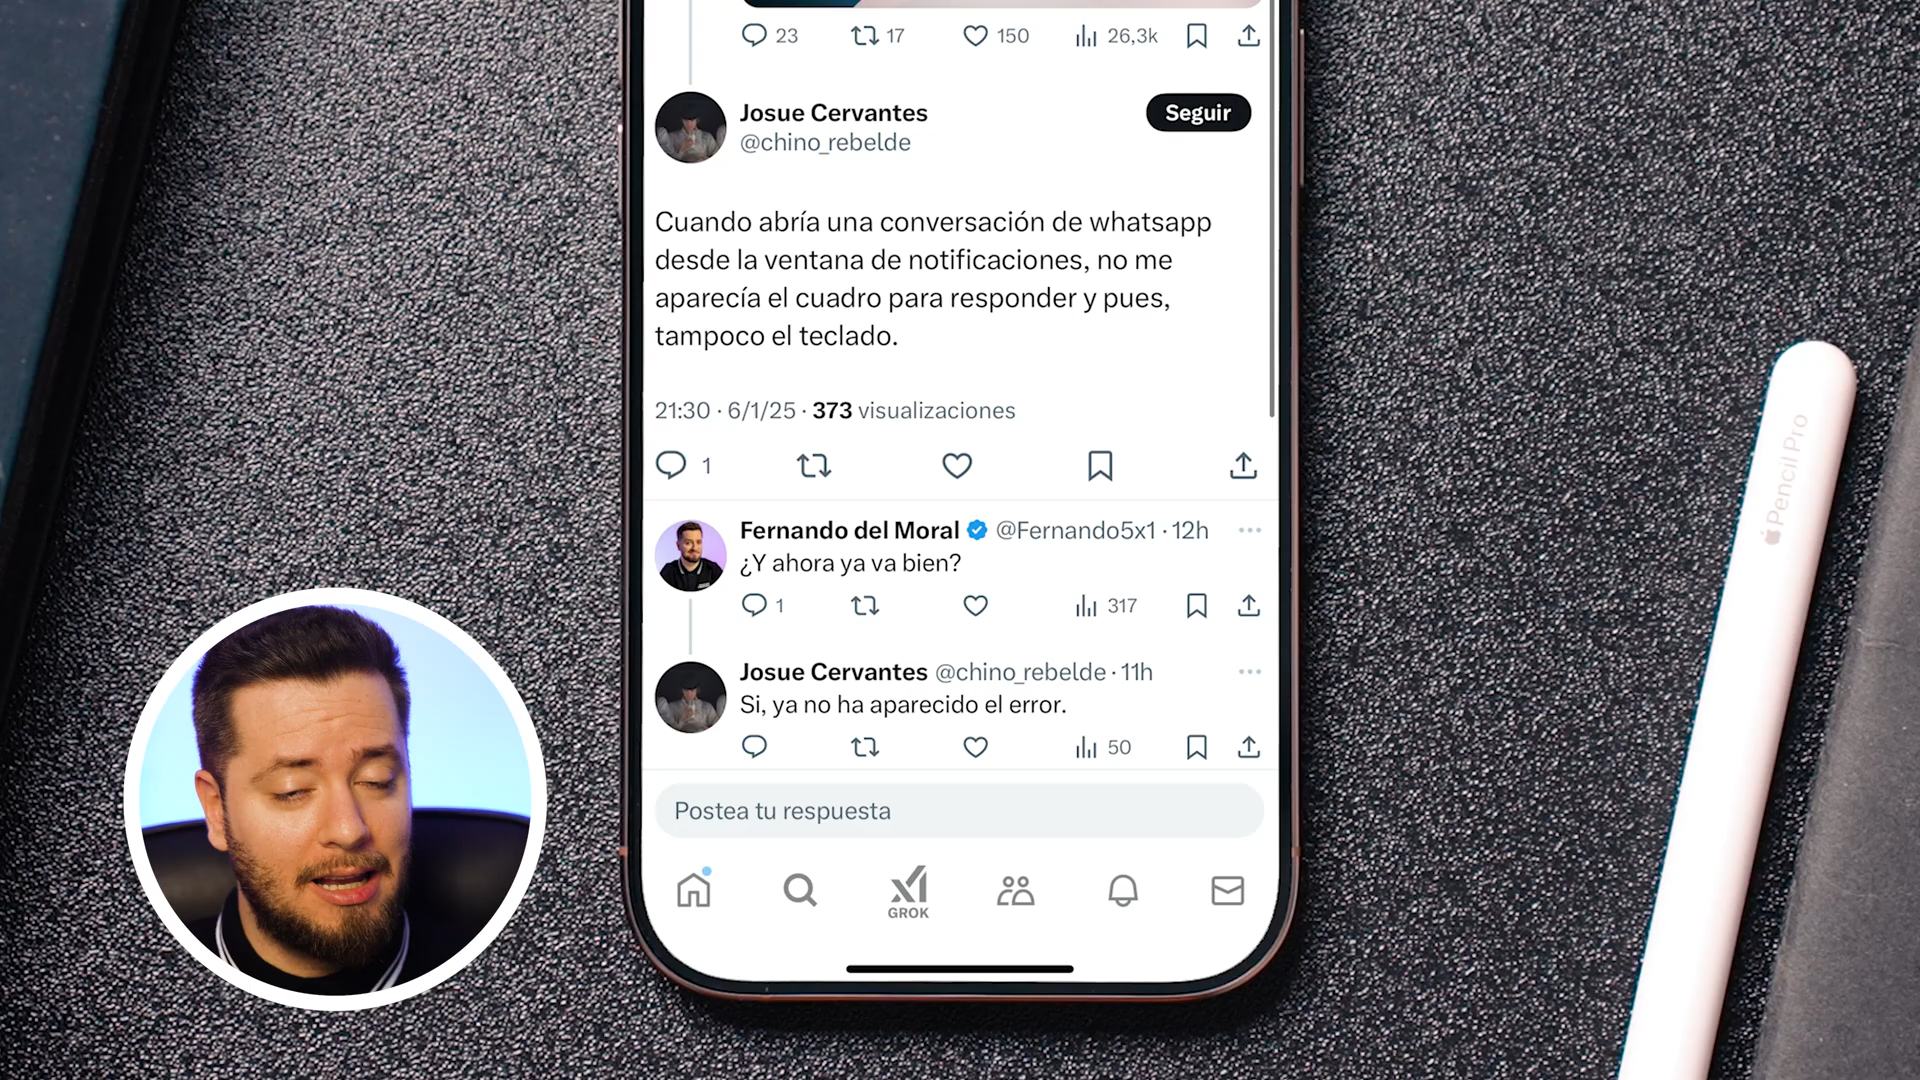 23 17 150 26,3k
Josue Cervantes Seguir
@chino_rebelde
Cuando abría una conversación de whatsapp
desde la ventana de notificaciones, no me
aparecía el cuadro para responder y pues,
tampoco el teclado.
21:30 · 6/1/25 · 373 visualizaciones
1
Fernando del Moral @Fernando5x1 · 12h
¿Y ahora ya va bien?
1 317
Josue Cervantes @chino_rebelde · 11h
Si, ya no ha aparecido el error.
50
Postea tu respuesta
GROK
Pencil Pro